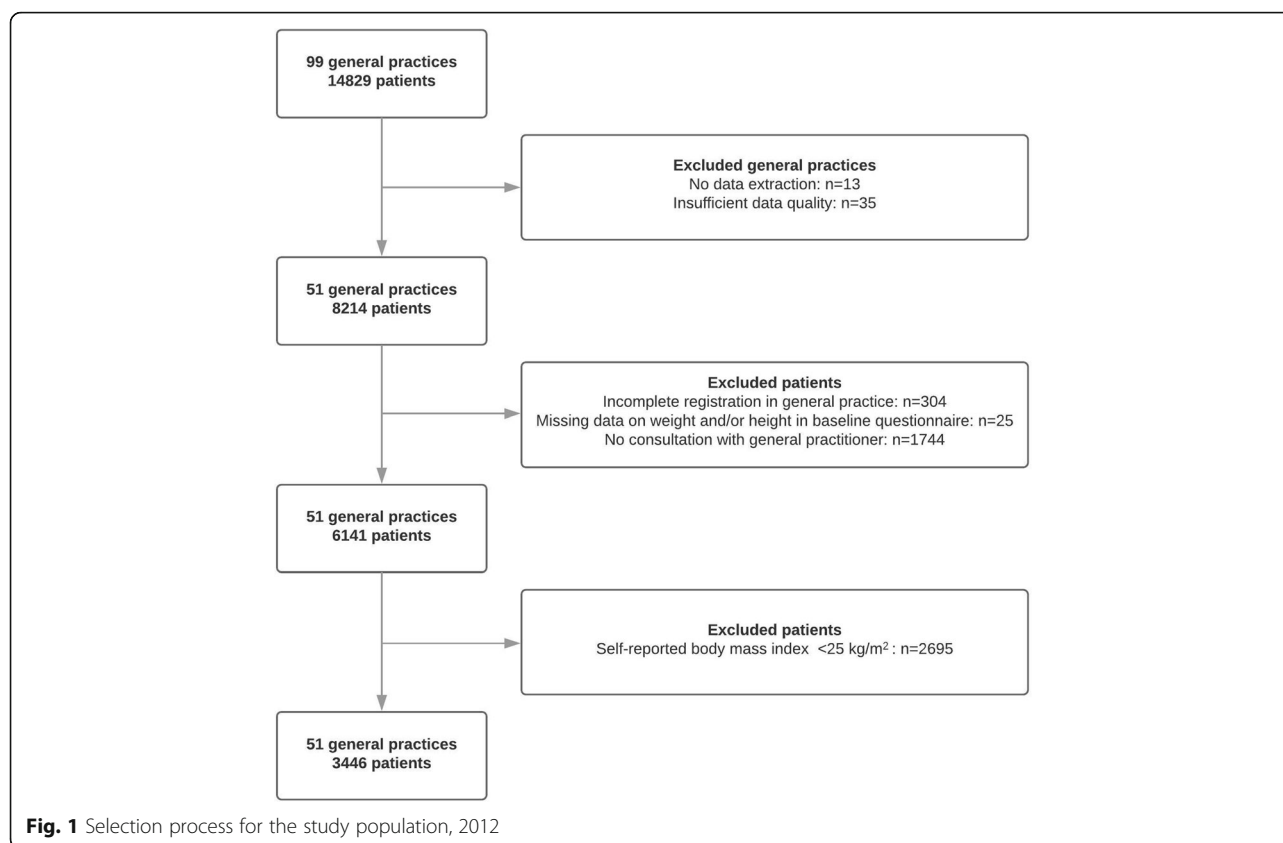 99 general practices
14829 patients
Excluded general practices
No data extraction: n=13
Insufficient data quality: n=35
51 general practices
8214 patients
Excluded patients
Incomplete registration in general practice: n=304
Missing data on weight and/or height in baseline questionnaire: n=25
No consultation with general practitioner: n=1744
51 general practices
6141 patients
Excluded patients
Self-reported body mass index <25 kg/m² : n=2695
51 general practices
3446 patients
Fig. 1 Selection process for the study population, 2012